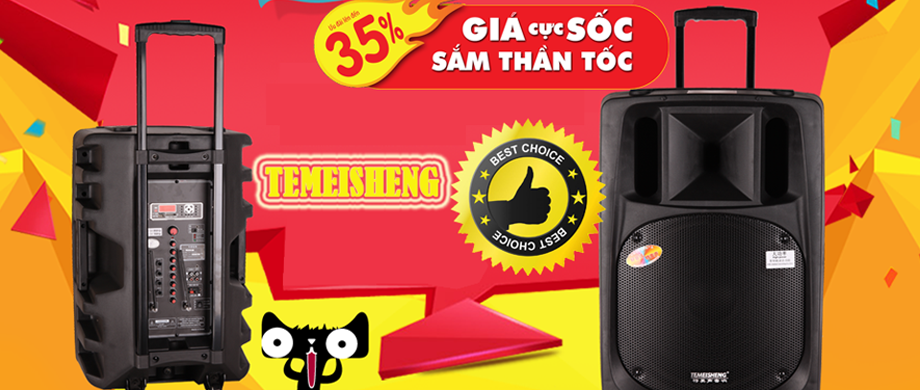 Ưu đãi lên đến
35%
GIÁ CỰC SỐC
SẮM THẦN TỐC
TEMEISHENG
BEST CHOICE
BEST CHOICE
TEMEISHENG